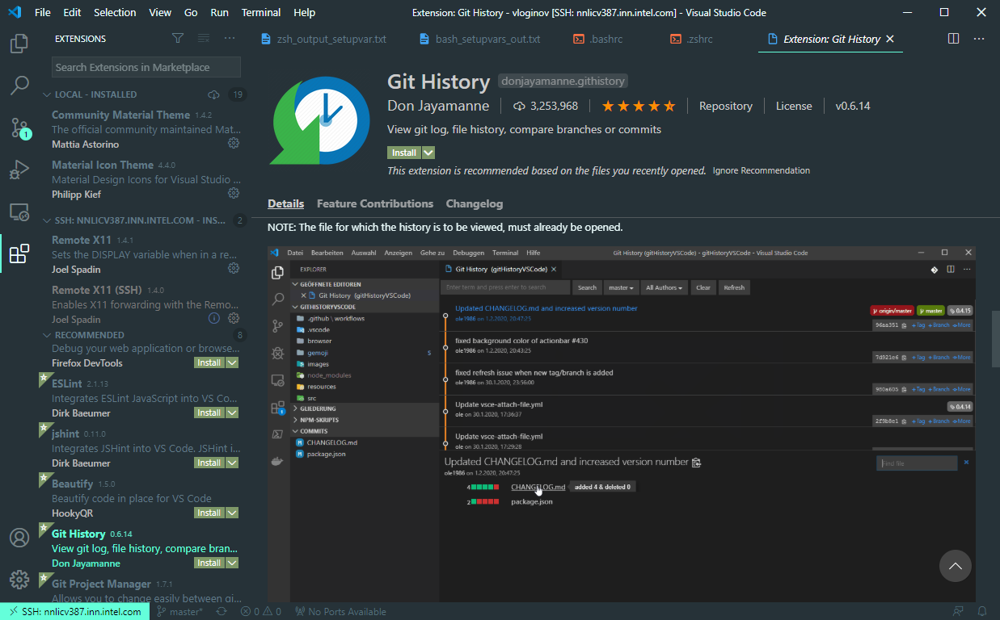 File Edit Selection View Go Run Terminal Help
Extension: Git History - vloginov [SSH: nnlicv387.inn.intel.com] - Visual Studio Code
EXTENSIONS
zsh_output_setupvar.txt
bash_setupvars_out.txt
.bashrc
.zshrc
Extension: Git History
Search Extensions in Marketplace
LOCAL - INSTALLED
19
Community Material Theme 1.4.2
The official community maintained Mat...
Mattia Astorino
Material Icon Theme 4.4.0
Material Design Icons for Visual Studio ...
Philipp Kief
SSH: NNLICV387.INN.INTEL.COM - INS...
2
Remote X11 1.4.1
Sets the DISPLAY variable when in a re...
Joel Spadin
Remote X11 (SSH) 1.4.0
Enables X11 forwarding with the Remo...
Joel Spadin
RECOMMENDED
8
Debug your web application or browse...
Firefox DevTools
Install
ESLint 2.1.13
Integrates ESLint JavaScript into VS Co...
Dirk Baeumer
Install
jshint 0.11.0
Integrates JSHint into VS Code. JSHint i...
Dirk Baeumer
Install
Beautify 1.5.0
Beautify code in place for VS Code
HookyQR
Install
Git History 0.6.14
View git log, file history, compare bran...
Don Jayamanne
Install
Git Project Manager 1.7.1
Allows you to change easily between gi...
1
Git History donjayamanne.githistory
Don Jayamanne
3,253,968
Repository
License
v0.6.14
View git log, file history, compare branches or commits
Install
This extension is recommended based on the files you recently opened. Ignore Recommendation
Details Feature Contributions Changelog
NOTE: The file for which the history is to be viewed, must already be opened.
Datei Bearbeiten Auswahl Anzeigen Gehe zu Debuggen Terminal Hilfe
Git History (gitHistoryVSCode) - gitHistoryVSCode - Visual Studio Code
EXPLORER
Git History (gitHistoryVSCode)
GEÖFFNETE EDITOREN
Git History (gitHistoryVSCode)
GITHISTORYVSCODE
.github \ workflows
.vscode
browser
gemoji
S
images
node_modules
resources
src
GLIEDERUNG
NPM-SKRIPTS
COMMITS
CHANGELOG.md
package.json
1
Enter term and press enter to search
Search
master
All Authors
Clear
Refresh
Updated CHANGELOG.md and increased version number
origin/master
master
0.4.15
ole1986 on 1.2.2020, 20:47:25
96aa351 +Tag +Branch More
fixed background color of actionbar #430
ole1986 on 1.2.2020, 20:43:25
7d921e6 +Tag +Branch More
fixed refresh issue when new tag/branch is added
ole1986 on 30.1.2020, 23:56:00
980a605 +Tag +Branch More
Update vsce-attach-file.yml
0.4.14
ole on 30.1.2020, 17:36:37
2f9b8e1 +Tag +Branch More
Update vsce-attach-file.yml
ole on 30.1.2020, 17:29:28
Updated CHANGELOG.md and increased version number
Find file
ole1986 on 1.2.2020, 20:47:25
4 CHANGELOG.md added 4 & deleted 0
2 package.json
SSH: nnlicv387.inn.intel.com
master*
0
0
No Ports Available